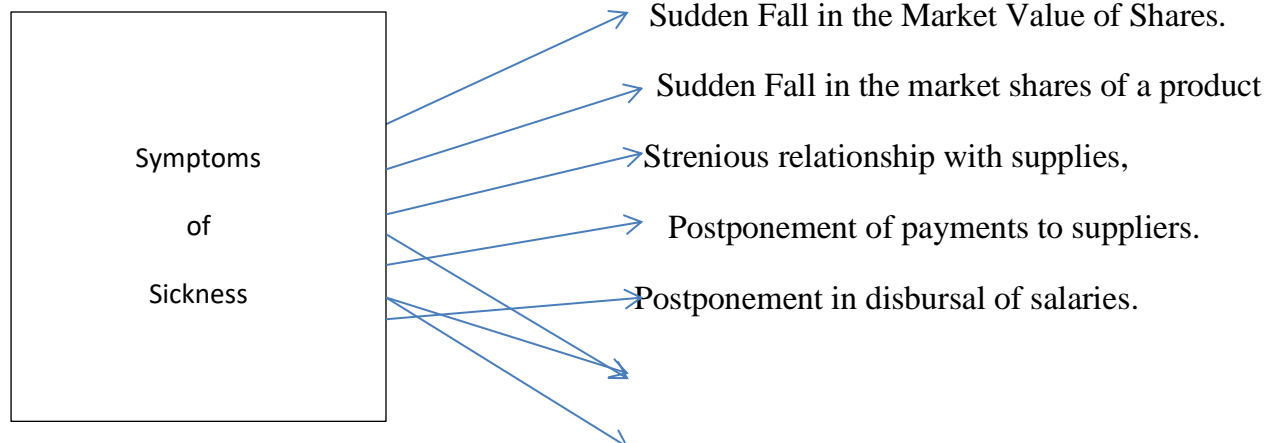 Sudden Fall in the Market Value of Shares.
Sudden Fall in the market shares of a product
Symptoms
of
Sickness
Strenious relationship with supplies,
Postponement of payments to suppliers.
Postponement in disbursal of salaries.